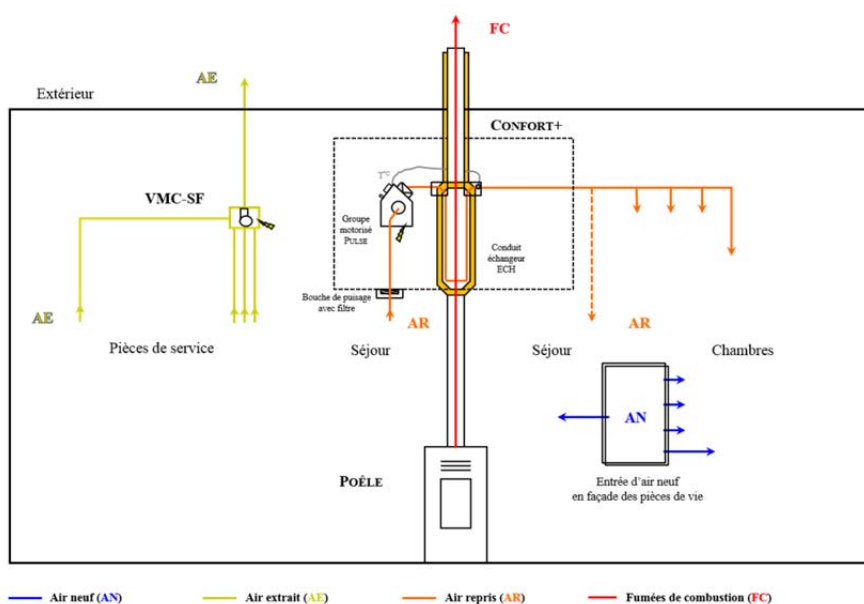 FC
AE
Extérieur
CONFORT+
T°C
VMC-SF
Groupe
motorisé
PULSE
Conduit
échangeur
ECH
Bouche de puisage
avec filtre
AE
AR
AR
Pièces de service
Séjour
Séjour
Chambres
AN
POÊLE
Entrée d'air neuf
en façade des pièces de vie
Air neuf (AN)
Air extrait (AE)
Air repris (AR)
Fumées de combustion (FC)